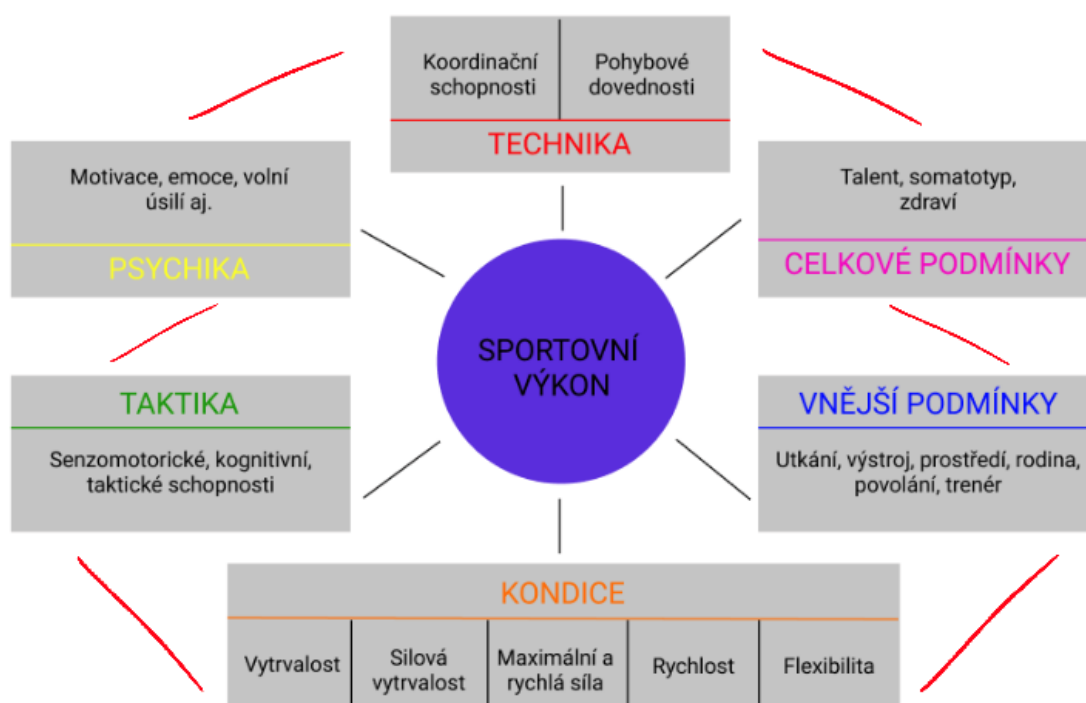 Koordinační
schopnosti
Pohybové
dovednosti
TECHNIKA
Motivace, emoce, volní
úsilí aj.
PSYCHIKA
Talent, somatotyp,
zdraví
CELKOVÉ PODMÍNKY
SPORTOVNÍ
VÝKON
TAKTIKA
Senzomotorické, kognitivní,
taktické schopnosti
VNĚJŠÍ PODMÍNKY
Utkání, výstroj, prostředí, rodina,
povolání, trenér
KONDICE
Vytrvalost
Silová
vytrvalost
Maximální a
rychlá síla
Rychlost
Flexibilita